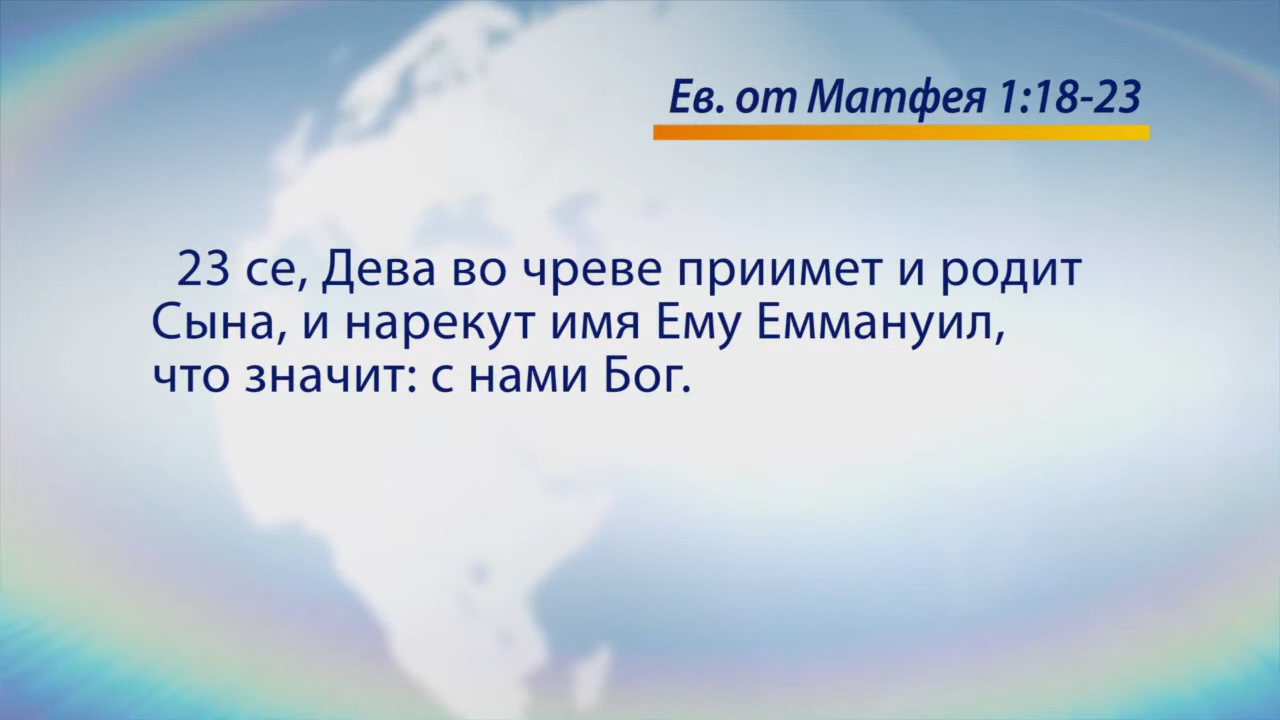 Ев. от Матфея 1:18-23
23 се, Дева во чреве приимет и родит
Сына, и нарекут имя Ему Еммануил,
что значит: с нами Бог.